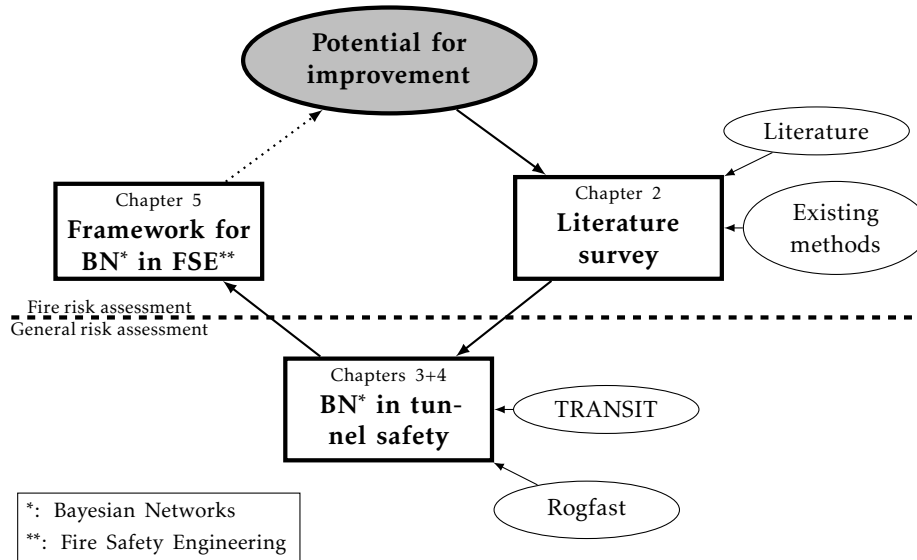 Potential for
improvement
Literature
Chapter 5
Framework for
BN* in FSE**
Chapter 2
Literature
survey
Existing
methods
Fire risk assessment
General risk assessment
Chapters 3+4
BN* in tun-
nel safety
TRANSIT
Rogfast
*: Bayesian Networks
**: Fire Safety Engineering